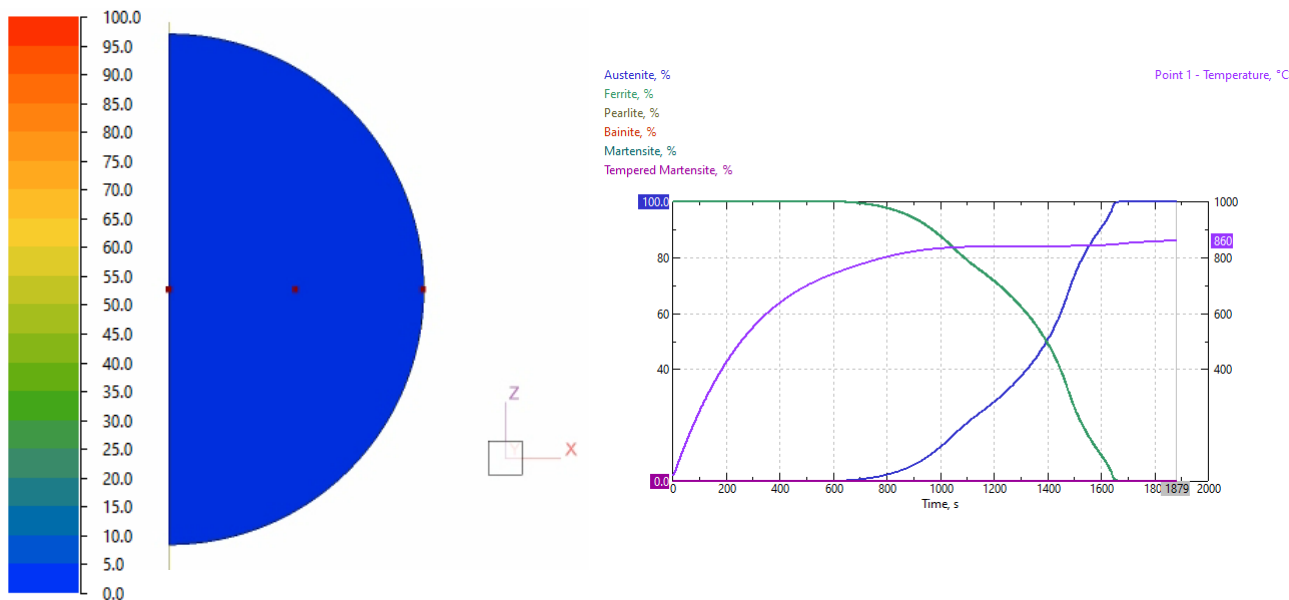 100.0
95.0
90.0
85.0
80.0
75.0
70.0
65.0
60.0
55.0
50.0
45.0
40.0
35.0
30.0
25.0
20.0
15.0
10.0
5.0
0.0
Z
Y
X
Austenite, %
Ferrite, %
Pearlite, %
Bainite, %
Martensite, %
Tempered Martensite, %
Point 1 - Temperature, °C
100.0
80
60
40
0.0
1000
860
800
600
400
0 200 400 600 800 1000 1200 1400 1600 180 1879 2000
Time, s